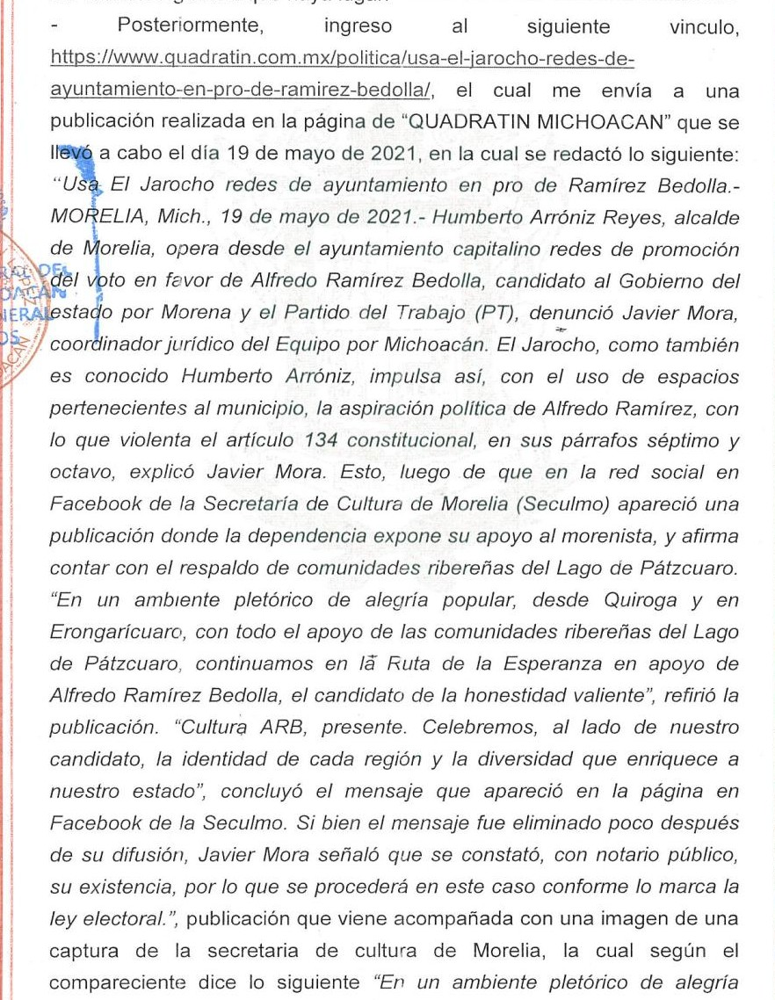 - Posteriormente, ingreso al siguiente vinculo,
https://www.quadratin.com.mx/politica/usa-el-jarocho-redes-de-
ayuntamiento-en-pro-de-ramirez-bedolla/, el cual me envía a una
publicación realizada en la página de “QUADRATIN MICHOACAN” que se
llevó a cabo el día 19 de mayo de 2021, en la cual se redactó lo siguiente:
“Usa El Jarocho redes de ayuntamiento en pro de Ramírez Bedolla.-
MORELIA, Mich., 19 de mayo de 2021.- Humberto Arróniz Reyes, alcalde
de Morelia, opera desde el ayuntamiento capitalino redes de promoción
del voto en favor de Alfredo Ramírez Bedolla, candidato al Gobierno del
estado por Morena y el Partido del Trabajo (PT), denunció Javier Mora,
coordinador jurídico del Equipo por Michoacán. El Jarocho, como también
es conocido Humberto Arróniz, impulsa así, con el uso de espacios
pertenecientes al municipio, la aspiración política de Alfredo Ramírez, con
lo que violenta el artículo 134 constitucional, en sus párrafos séptimo y
octavo, explicó Javier Mora. Esto, luego de que en la red social en
Facebook de la Secretaría de Cultura de Morelia (Seculmo) apareció una
publicación donde la dependencia expone su apoyo al morenista, y afirma
contar con el respaldo de comunidades ribereñas del Lago de Pátzcuaro.
“En un ambiente pletórico de alegría popular, desde Quiroga y en
Erongarícuaro, con todo el apoyo de las comunidades ribereñas del Lago
de Pátzcuaro, continuamos en la Ruta de la Esperanza en apoyo de
Alfredo Ramírez Bedolla, el candidato de la honestidad valiente”, refirió la
publicación. “Cultura ARB, presente. Celebremos, al lado de nuestro
candidato, la identidad de cada región y la diversidad que enriquece a
nuestro estado”, concluyó el mensaje que apareció en la página en
Facebook de la Seculmo. Si bien el mensaje fue eliminado poco después
de su difusión, Javier Mora señaló que se constató, con notario público,
su existencia, por lo que se procederá en este caso conforme lo marca la
ley electoral.”, publicación que viene acompañada con una imagen de una
captura de la secretaria de cultura de Morelia, la cual según el
compareciente dice lo siguiente “En un ambiente pletórico de alegría